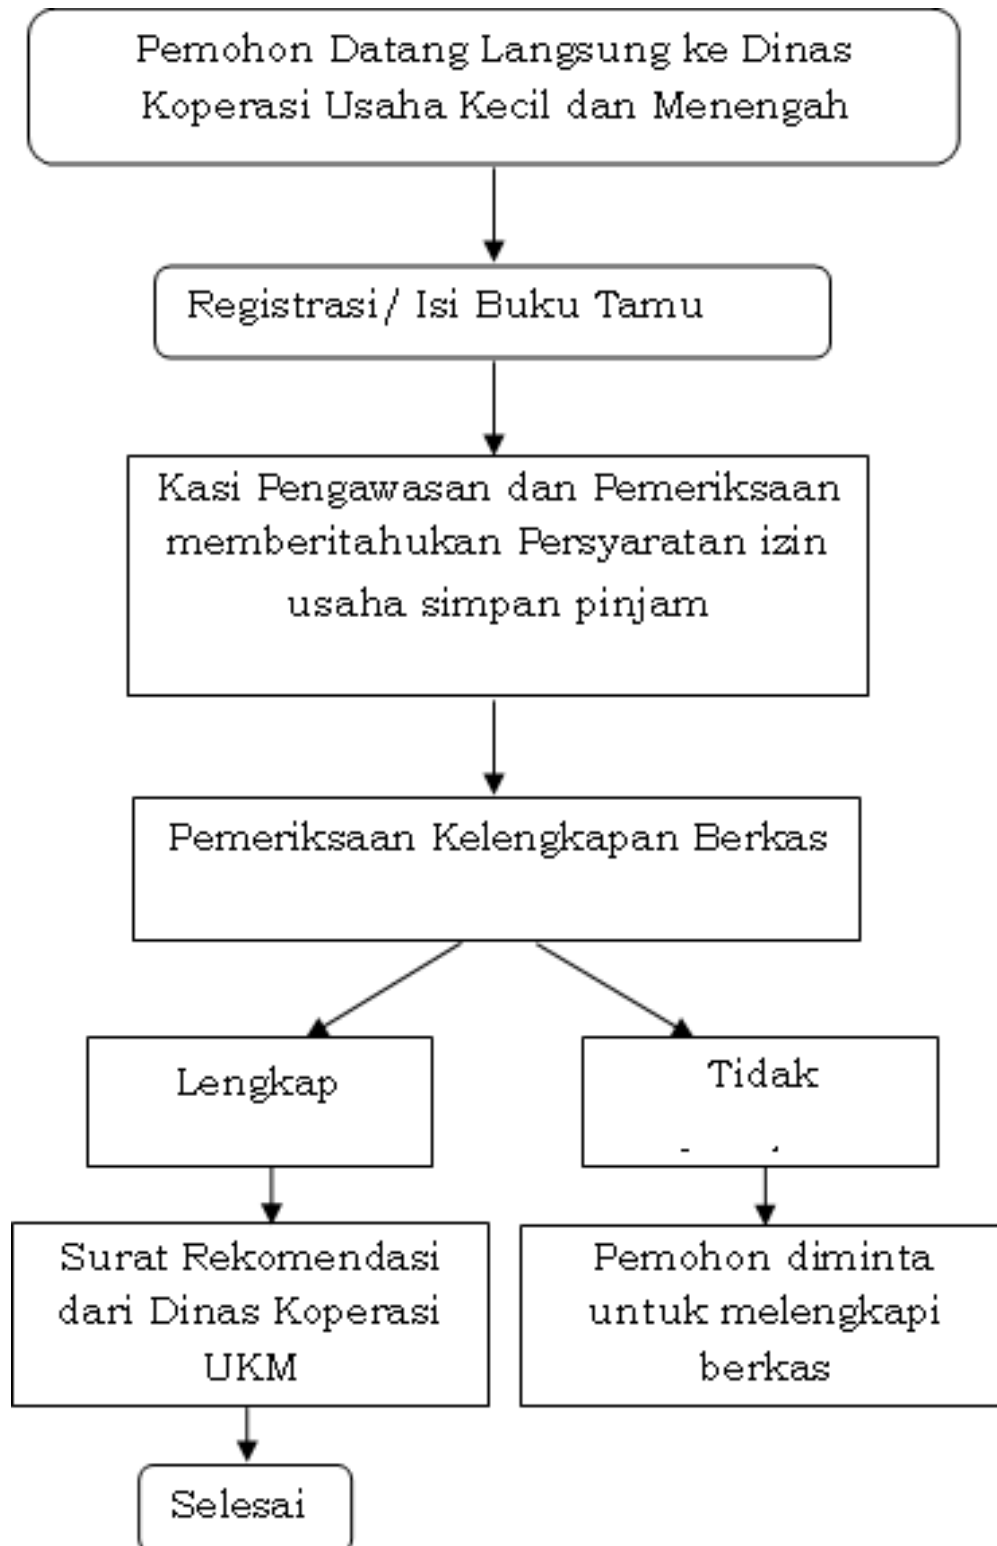 Pemohon Datang Langsung ke Dinas
Koperasi Usaha Kecil dan Menengah
Registrasi/ Isi Buku Tamu
Kasi Pengawasan dan Pemeriksaan
memberitahukan Persyaratan izin
usaha simpan pinjam
Pemeriksaan Kelengkapan Berkas
Lengkap
Tidak
Surat Rekomendasi
dari Dinas Koperasi
UKM
Pemohon diminta
untuk melengkapi
berkas
Selesai